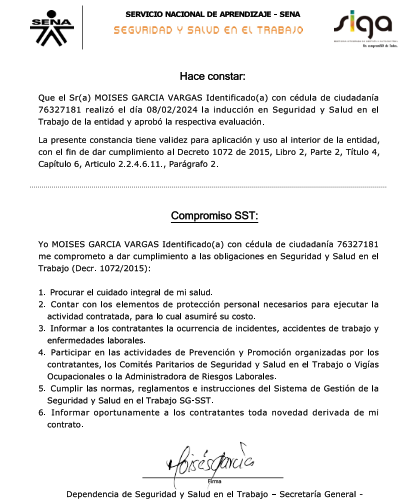 SENA
SERVICIO NACIONAL DE APRENDIZAJE - SENA
SEGURIDAD Y SALUD EN EL TRABAJO
siga
Hace constar:
Que el Sr(a) MOISES GARCIA VARGAS Identificado(a) con cédula de ciudadanía
76327181 realizó el día 08/02/2024 la inducción en Seguridad y Salud en el
Trabajo de la entidad y aprobó la respectiva evaluación.
La presente constancia tiene validez para aplicación y uso al interior de la entidad,
con el fin de dar cumplimiento al Decreto 1072 de 2015, Libro 2, Parte 2, Título 4,
Capítulo 6, Articulo 2.2.4.6.11., Parágrafo 2.
Compromiso SST:
Yo MOISES GARCIA VARGAS Identificado(a) con cédula de ciudadanía 76327181
me comprometo a dar cumplimiento a las obligaciones en Seguridad y Salud en el
Trabajo (Decr. 1072/2015):
1. Procurar el cuidado integral de mi salud.
2. Contar con los elementos de protección personal necesarios para ejecutar la
actividad contratada, para lo cual asumiré su costo.
3. Informar a los contratantes la ocurrencia de incidentes, accidentes de trabajo y
enfermedades laborales.
4. Participar en las actividades de Prevención y Promoción organizadas por los
contratantes, los Comités Paritarios de Seguridad y Salud en el Trabajo o Vigías
Ocupacionales o la Administradora de Riesgos Laborales.
5. Cumplir las normas, reglamentos e instrucciones del Sistema de Gestión de la
Seguridad y Salud en el Trabajo SG-SST.
6. Informar oportunamente a los contratantes toda novedad derivada de mi
contrato.
Moisés García
Firma
Dependencia de Seguridad y Salud en el Trabajo – Secretaría General -